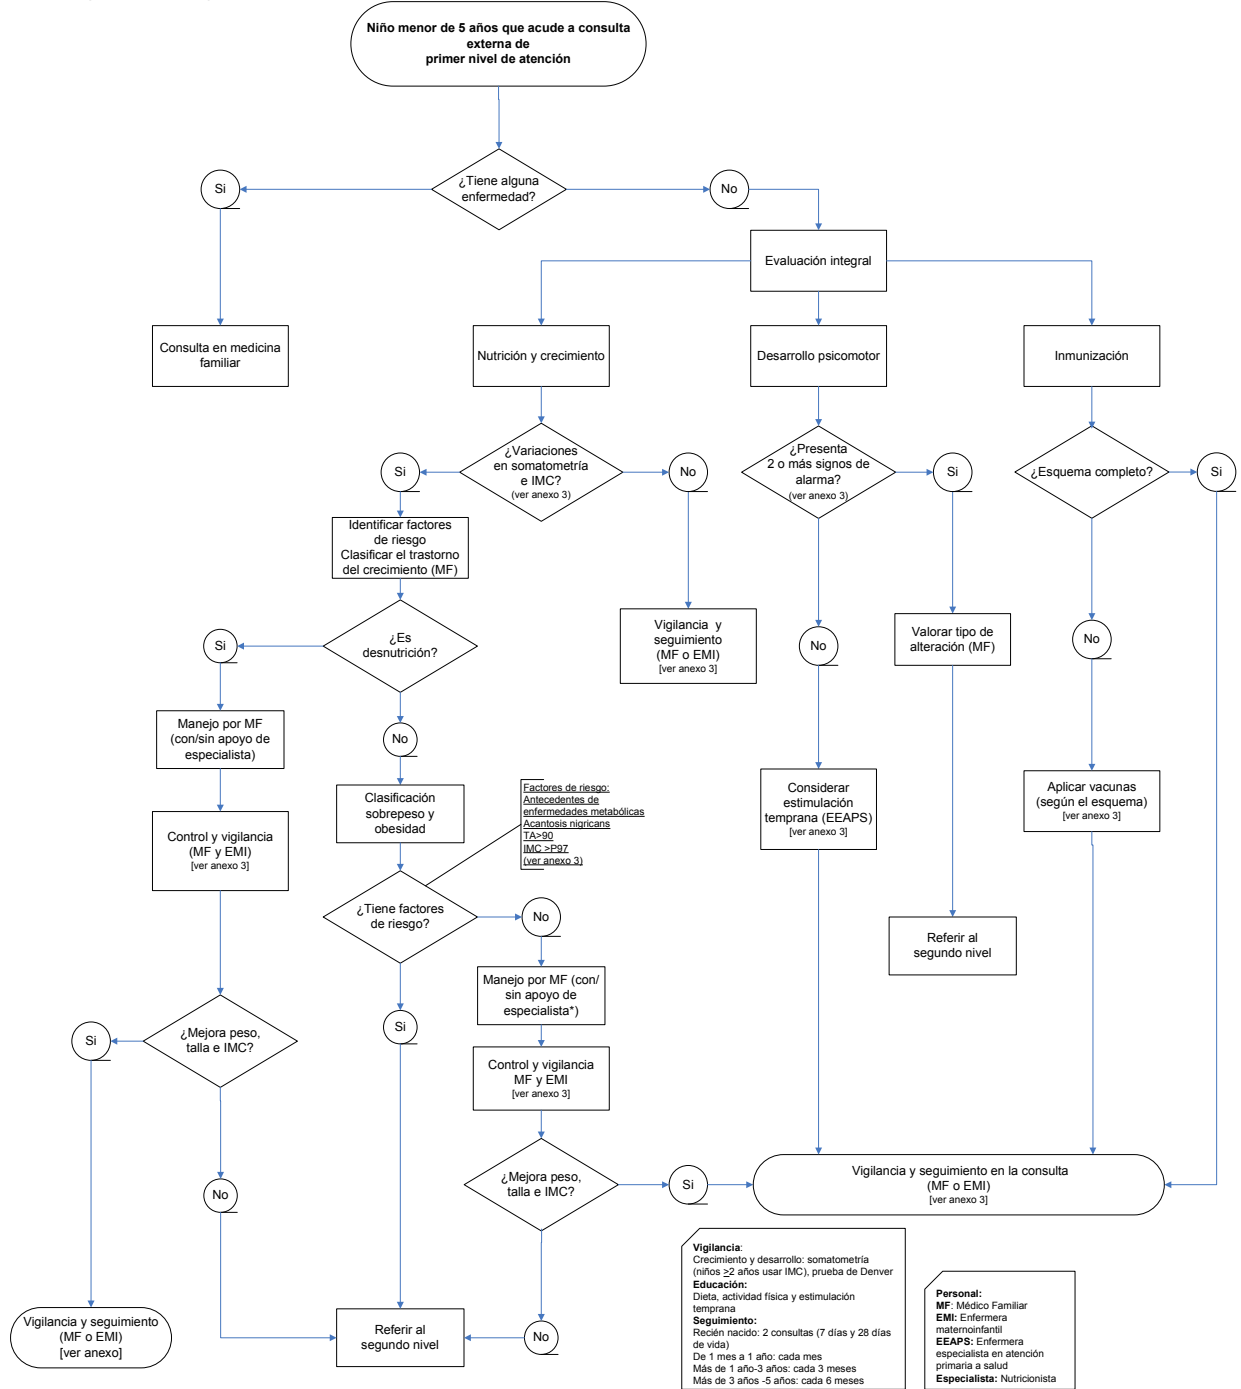 Niño menor de 5 años que acude a consulta
externa de
primer nivel de atención
¿Tiene alguna
enfermedad?
Si
No
Evaluación integral
Consulta en medicina
familiar
Nutrición y crecimiento
Desarrollo psicomotor
Inmunización
¿Variaciones
en somatometría
e IMC?
(ver anexo 3)
Si
No
¿Presenta
2 o más signos de
alarma?
(ver anexo 3)
Si
¿Esquema completo?
Si
Identificar factores
de riesgo
Clasificar el trastorno
del crecimiento (MF)
Vigilancia y
seguimiento
(MF o EMI)
[ver anexo 3]
No
Valorar tipo de
alteración (MF)
No
¿Es
desnutrición?
Si
No
Manejo por MF
(con/sin apoyo de
especialista)
Clasificación
sobrepeso y
obesidad
Factores de riesgo:
Antecedentes de
enfermedades metabólicas
Acantosis nigricans
TA>90
IMC >P97
(ver anexo 3)
Considerar
estimulación
temprana (EEAPS)
[ver anexo 3]
Aplicar vacunas
(según el esquema)
[ver anexo 3]
Control y vigilancia
(MF y EMI)
[ver anexo 3]
¿Tiene factores
de riesgo?
No
Si
Referir al
segundo nivel
Manejo por MF (con/
sin apoyo de
especialista*)
¿Mejora peso,
talla e IMC?
Si
No
Control y vigilancia
MF y EMI
[ver anexo 3]
¿Mejora peso,
talla e IMC?
Si
No
Vigilancia y seguimiento en la consulta
(MF o EMI)
[ver anexo 3]
Vigilancia y seguimiento
(MF o EMI)
[ver anexo]
Referir al
segundo nivel
Vigilancia:
Crecimiento y desarrollo: somatometría
(niños >2 años usar IMC), prueba de Denver
Educación:
Dieta, actividad física y estimulación
temprana
Seguimiento:
Recién nacido: 2 consultas (7 días y 28 días
de vida)
De 1 mes a 1 año: cada mes
Más de 1 año-3 años: cada 3 meses
Más de 3 años -5 años: cada 6 meses
Personal:
MF: Médico Familiar
EMI: Enfermera
maternoinfantil
EEAPS: Enfermera
especialista en atención
primaria a salud
Especialista: Nutricionista